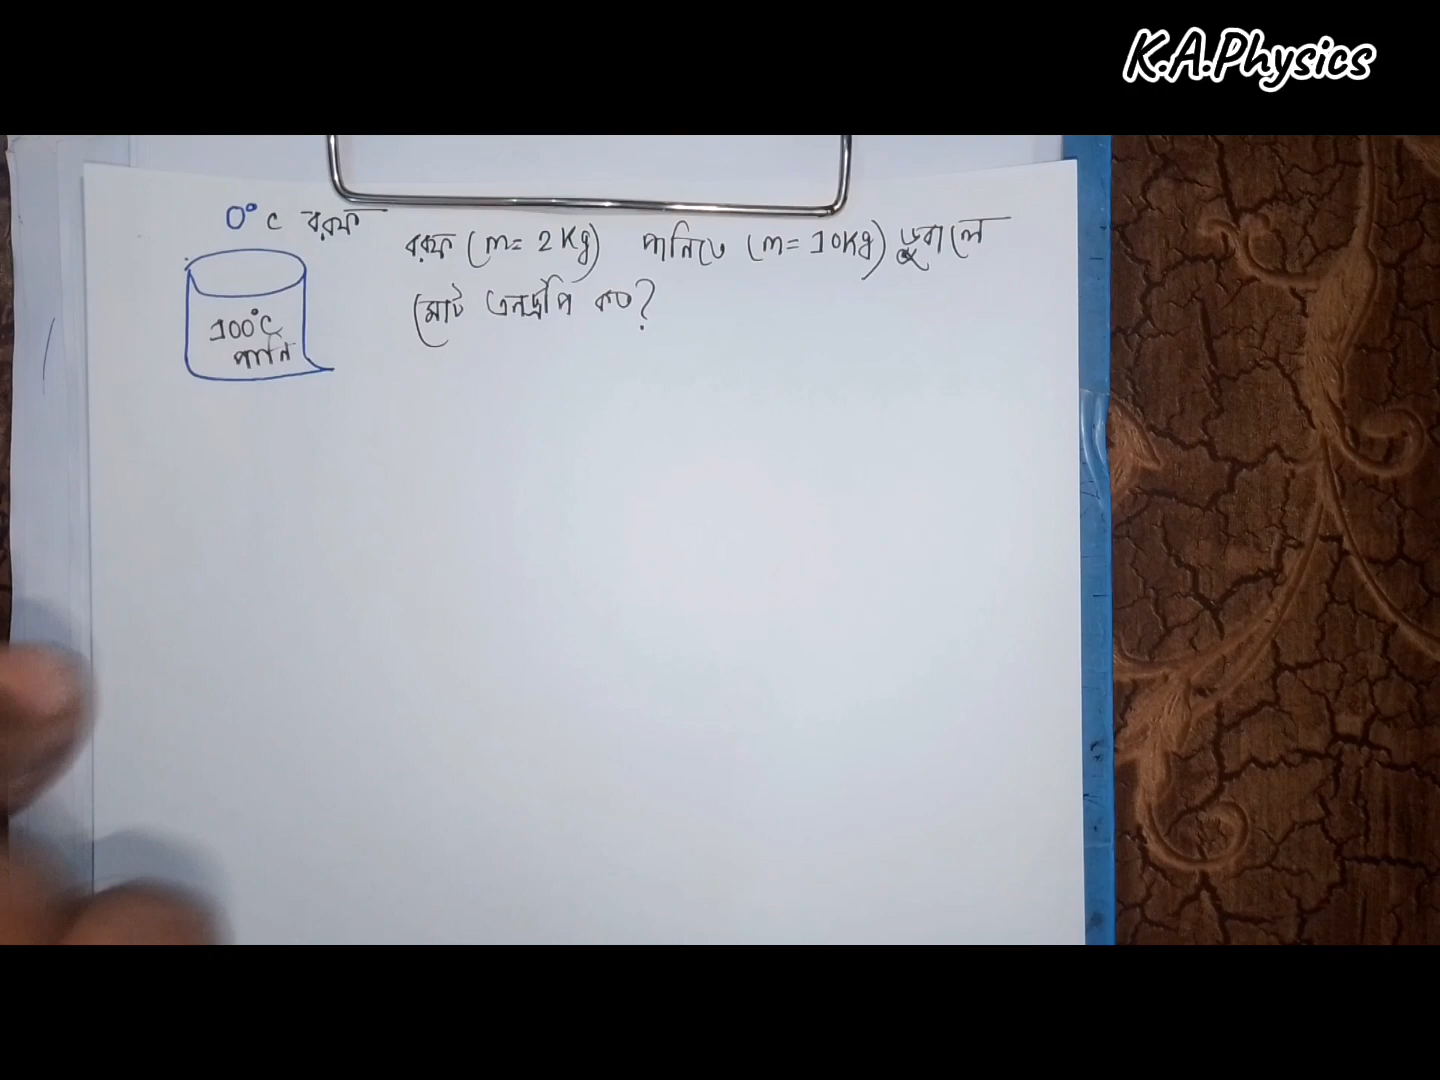 K.A.Physics
0° C বরফ
বরফ (m= 2 Kg) পানিতে (m= 10Kg) ডুবালে
মোট এনট্রপি কত?
100°C
পানি